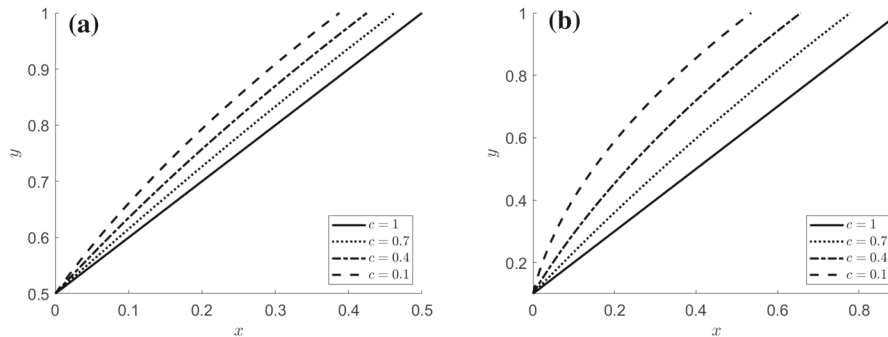 (a)
1
0.9
0.8
0.7
0.6
0.5
y
0 0.1 0.2 0.3 0.4 0.5
x
c = 1
c = 0.7
c = 0.4
c = 0.1
(b)
1
0.8
0.6
0.4
0.2
y
0 0.2 0.4 0.6 0.8
x
c = 1
c = 0.7
c = 0.4
c = 0.1